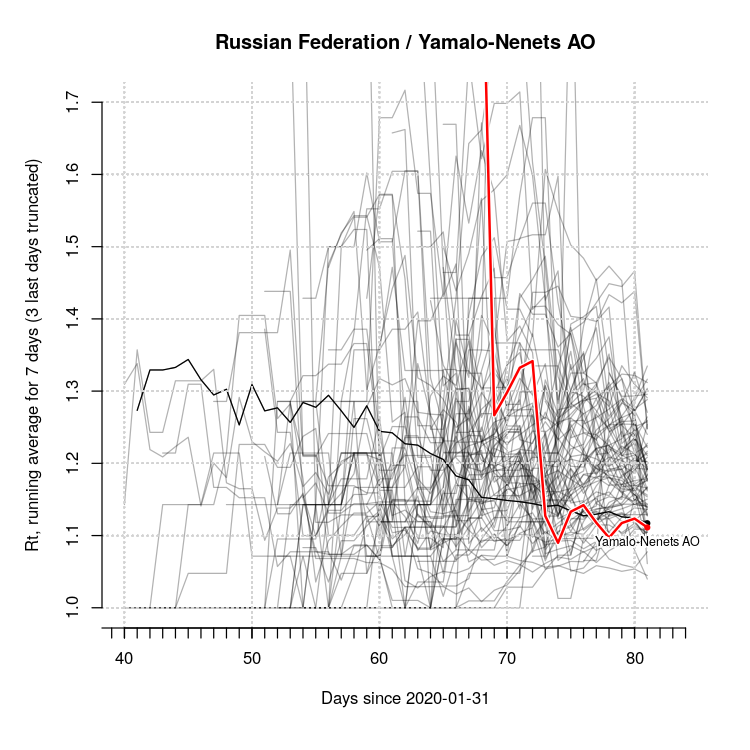 Russian Federation / Yamalo-Nenets AO
Rt, running average for 7 days (3 last days truncated)
1.7
1.6
1.5
1.4
1.3
1.2
1.1
1.0
Yamalo-Nenets AO
40 50 60 70 80
Days since 2020-01-31